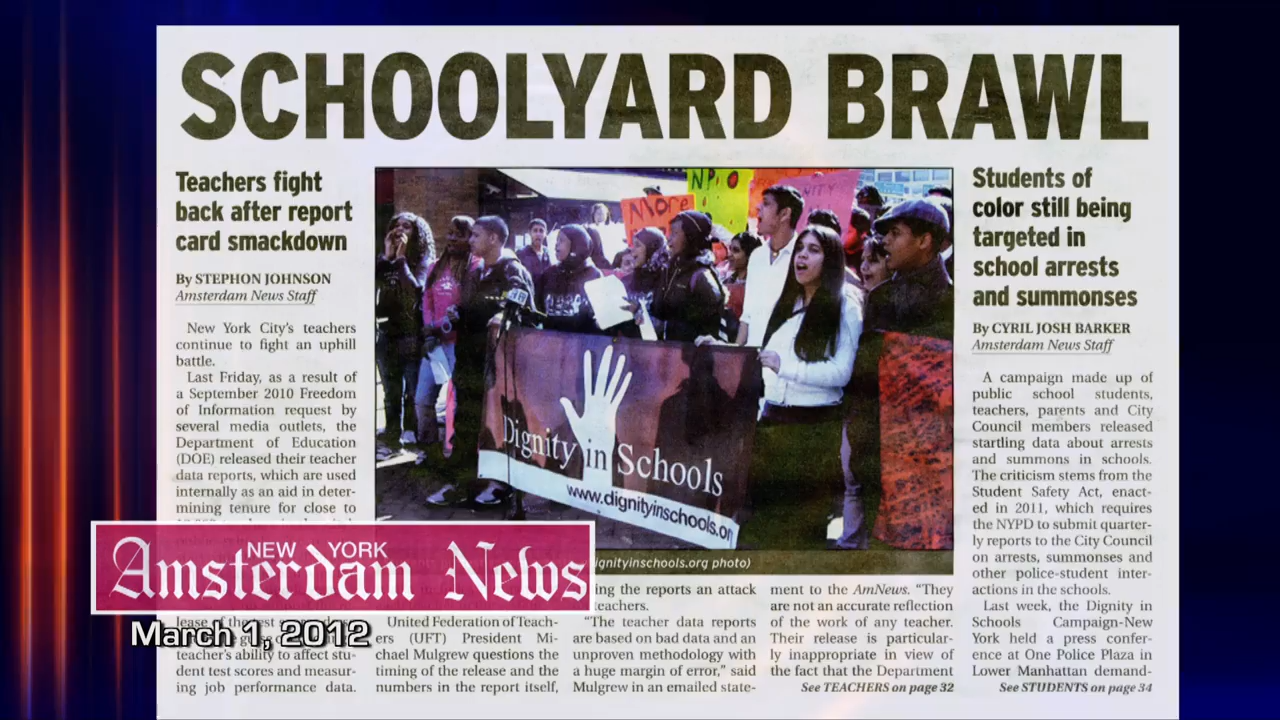 SCHOOLYARD BRAWL
Teachers fight
back after report
card smackdown
By STEPHON JOHNSON
Amsterdam News Staff
New York City's teachers
continue to fight an uphill
battle.
Last Friday, as a result of
a September 2010 Freedom
of Information request by
several media outlets, the
Department of Education
(DOE) released their teacher
data reports, which are used
internally as an aid in deter-
mining tenure for close to
lease of the
teacher's ability to affect stu-
dent test scores and measur-
ing job performance data.
More
Dignity in Schools
www.dignityinschools.or
dignityinschools.org photo)
United Federation of Teach-
ers (UFT) President Mi-
chael Mulgrew questions the
timing of the release and the
numbers in the report itself,
ing the reports an attack
teachers.
"The teacher data reports
are based on bad data and an
unproven methodology with
a huge margin of error," said
Mulgrew in an emailed state-
ment to the AmNews. "They
are not an accurate reflection
of the work of any teacher.
Their release is particular-
ly inappropriate in view of
the fact that the Department
See TEACHERS on page 32
Students of
color still being
targeted in
school arrests
and summonses
By CYRIL JOSH BARKER
Amsterdam News Staff
A campaign made up of
public school students,
teachers, parents and City
Council members released
startling data about arrests
and summons in schools.
The criticism stems from the
Student Safety Act, enact-
ed in 2011, which requires
the NYPD to submit quarter-
ly reports to the City Council
on arrests, summonses and
other police-student inter-
actions in the schools.
Last week, the Dignity in
Schools Campaign-New
York held a press confer-
ence at One Police Plaza in
Lower Manhattan demand-
See STUDENTS on page 34
NEW YORK
Amsterdam News
March 1, 2012